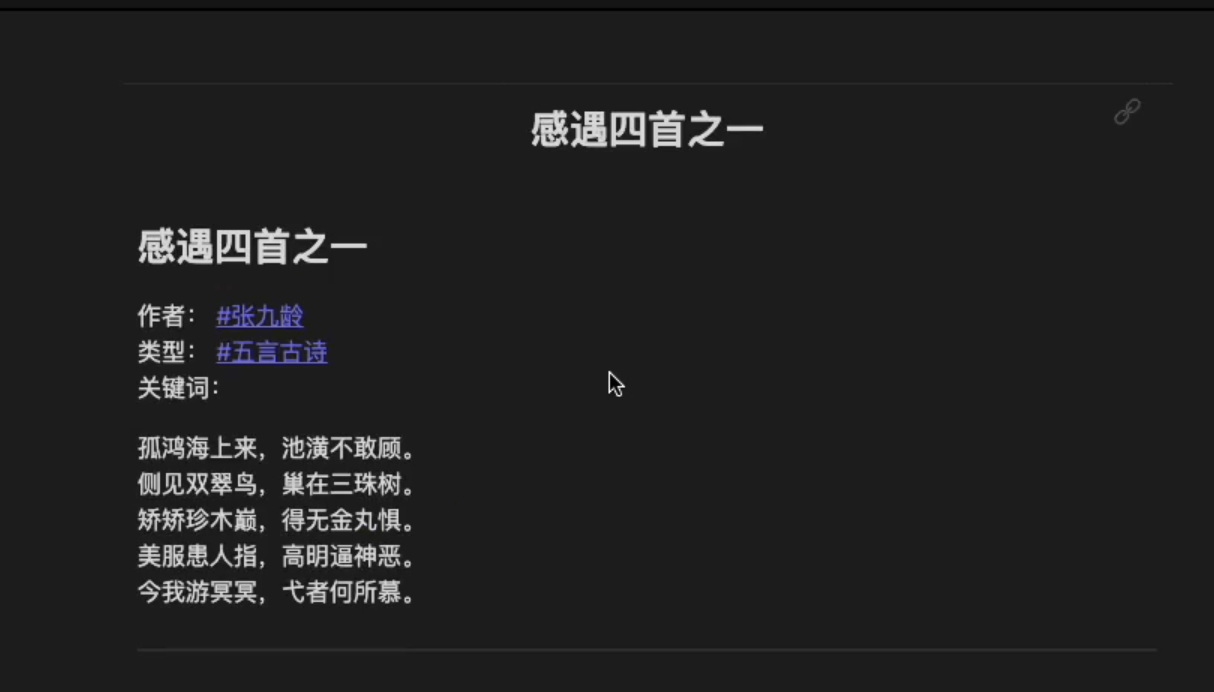 感遇四首之一
感遇四首之一
作者： #张九龄
类型： #五言古诗
关键词：
孤鸿海上来，池潢不敢顾。
侧见双翠鸟，巢在三珠树。
矫矫珍木巅，得无金丸惧。
美服患人指，高明逼神恶。
今我游冥冥，弋者何所慕。